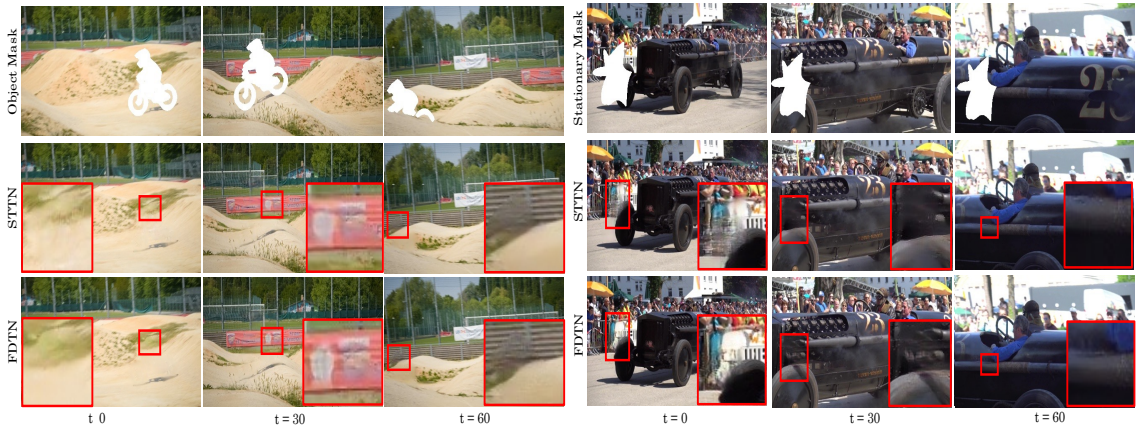 Object Mask
STTN
FDTN
t 0
t = 30
t = 60
Stationary Mask
STTN
FDTN
t = 0
t = 30
t = 60